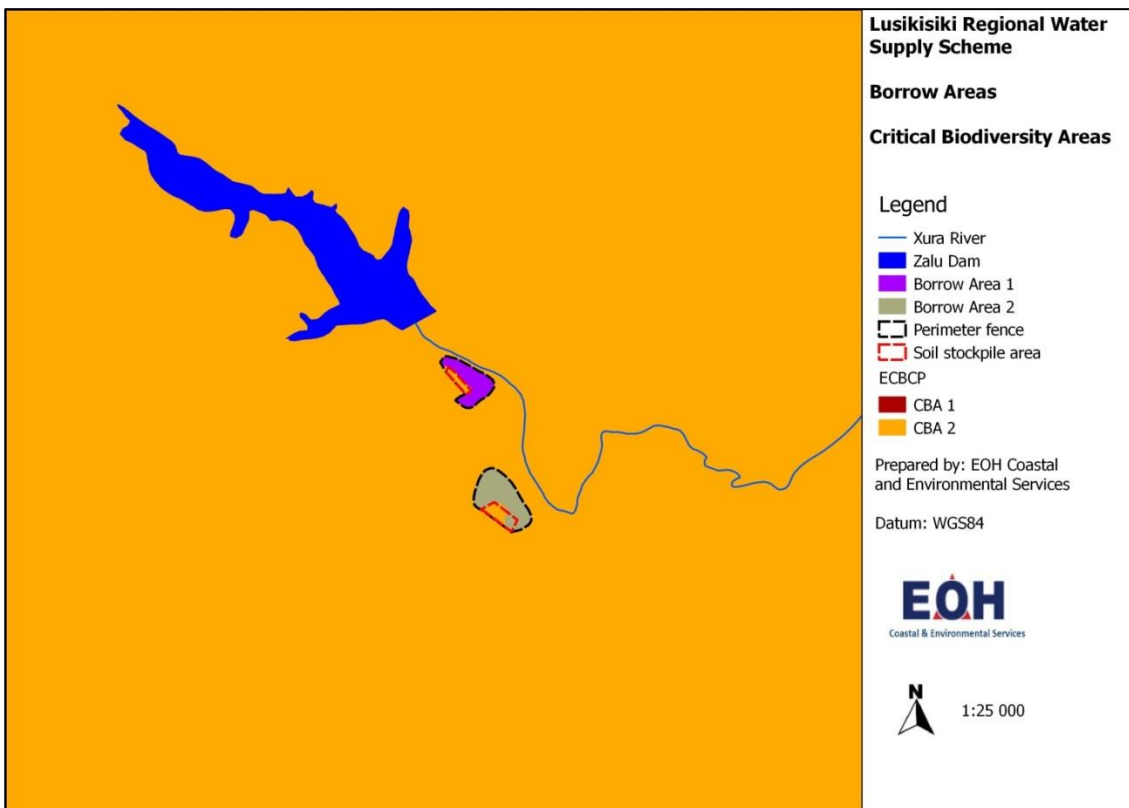 Lusikisiki Regional Water
Supply Scheme
Borrow Areas
Critical Biodiversity Areas
Legend
Xura River
Zalu Dam
Borrow Area 1
Borrow Area 2
Perimeter fence
Soil stockpile area
ECBCP
CBA 1
CBA 2
Prepared by: EOH Coastal
and Environmental Services
Datum: WGS84
EOH
Coastal & Environmental Services
N
1:25 000